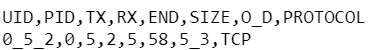 UID,PID,TX,RX,END,SIZE,O_D,PROTOCOL
0_5_2,0,5,2,5,58,5_3,TCP